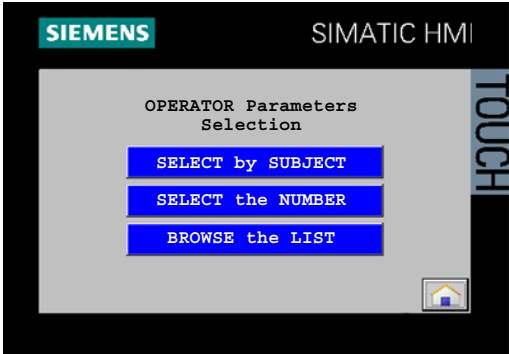 SIEMENS
SIMATIC HMI
TOUCH
OPERATOR Parameters
Selection
SELECT by SUBJECT
SELECT the NUMBER
BROWSE the LIST